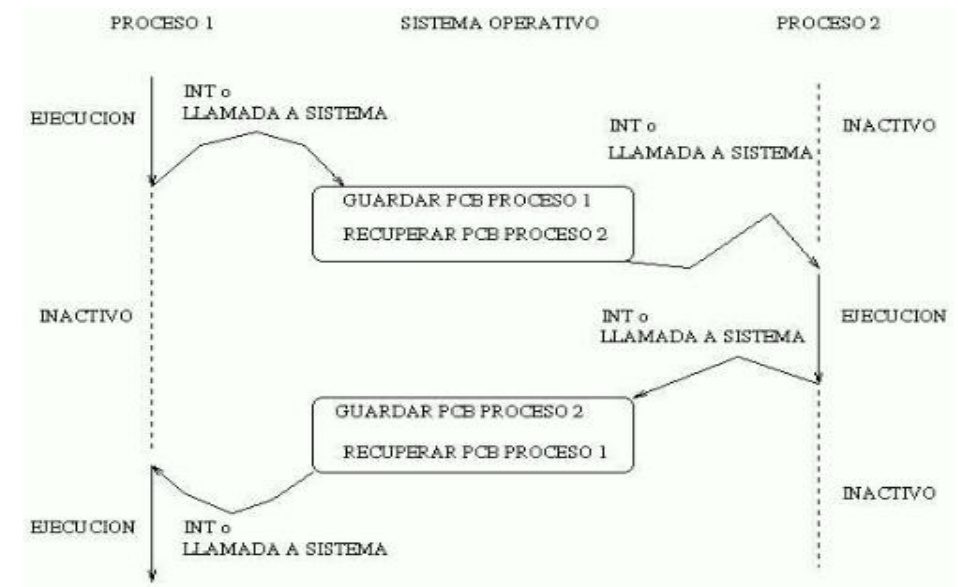 PROCESO 1
SISTEMA OPERATIVO
PROCESO 2
INT o
LLAMADA A SISTEMA
EJECUCION
INT o
LLAMADA A SISTEMA
INACTIVO
GUARDAR PCB PROCESO 1
RECUPERAR PCB PROCESO 2
INACTIVO
INT o
LLAMADA A SISTEMA
EJECUCION
GUARDAR PCB PROCESO 2
RECUPERAR PCB PROCESO 1
INACTIVO
EJECUCION
INT o
LLAMADA A SISTEMA